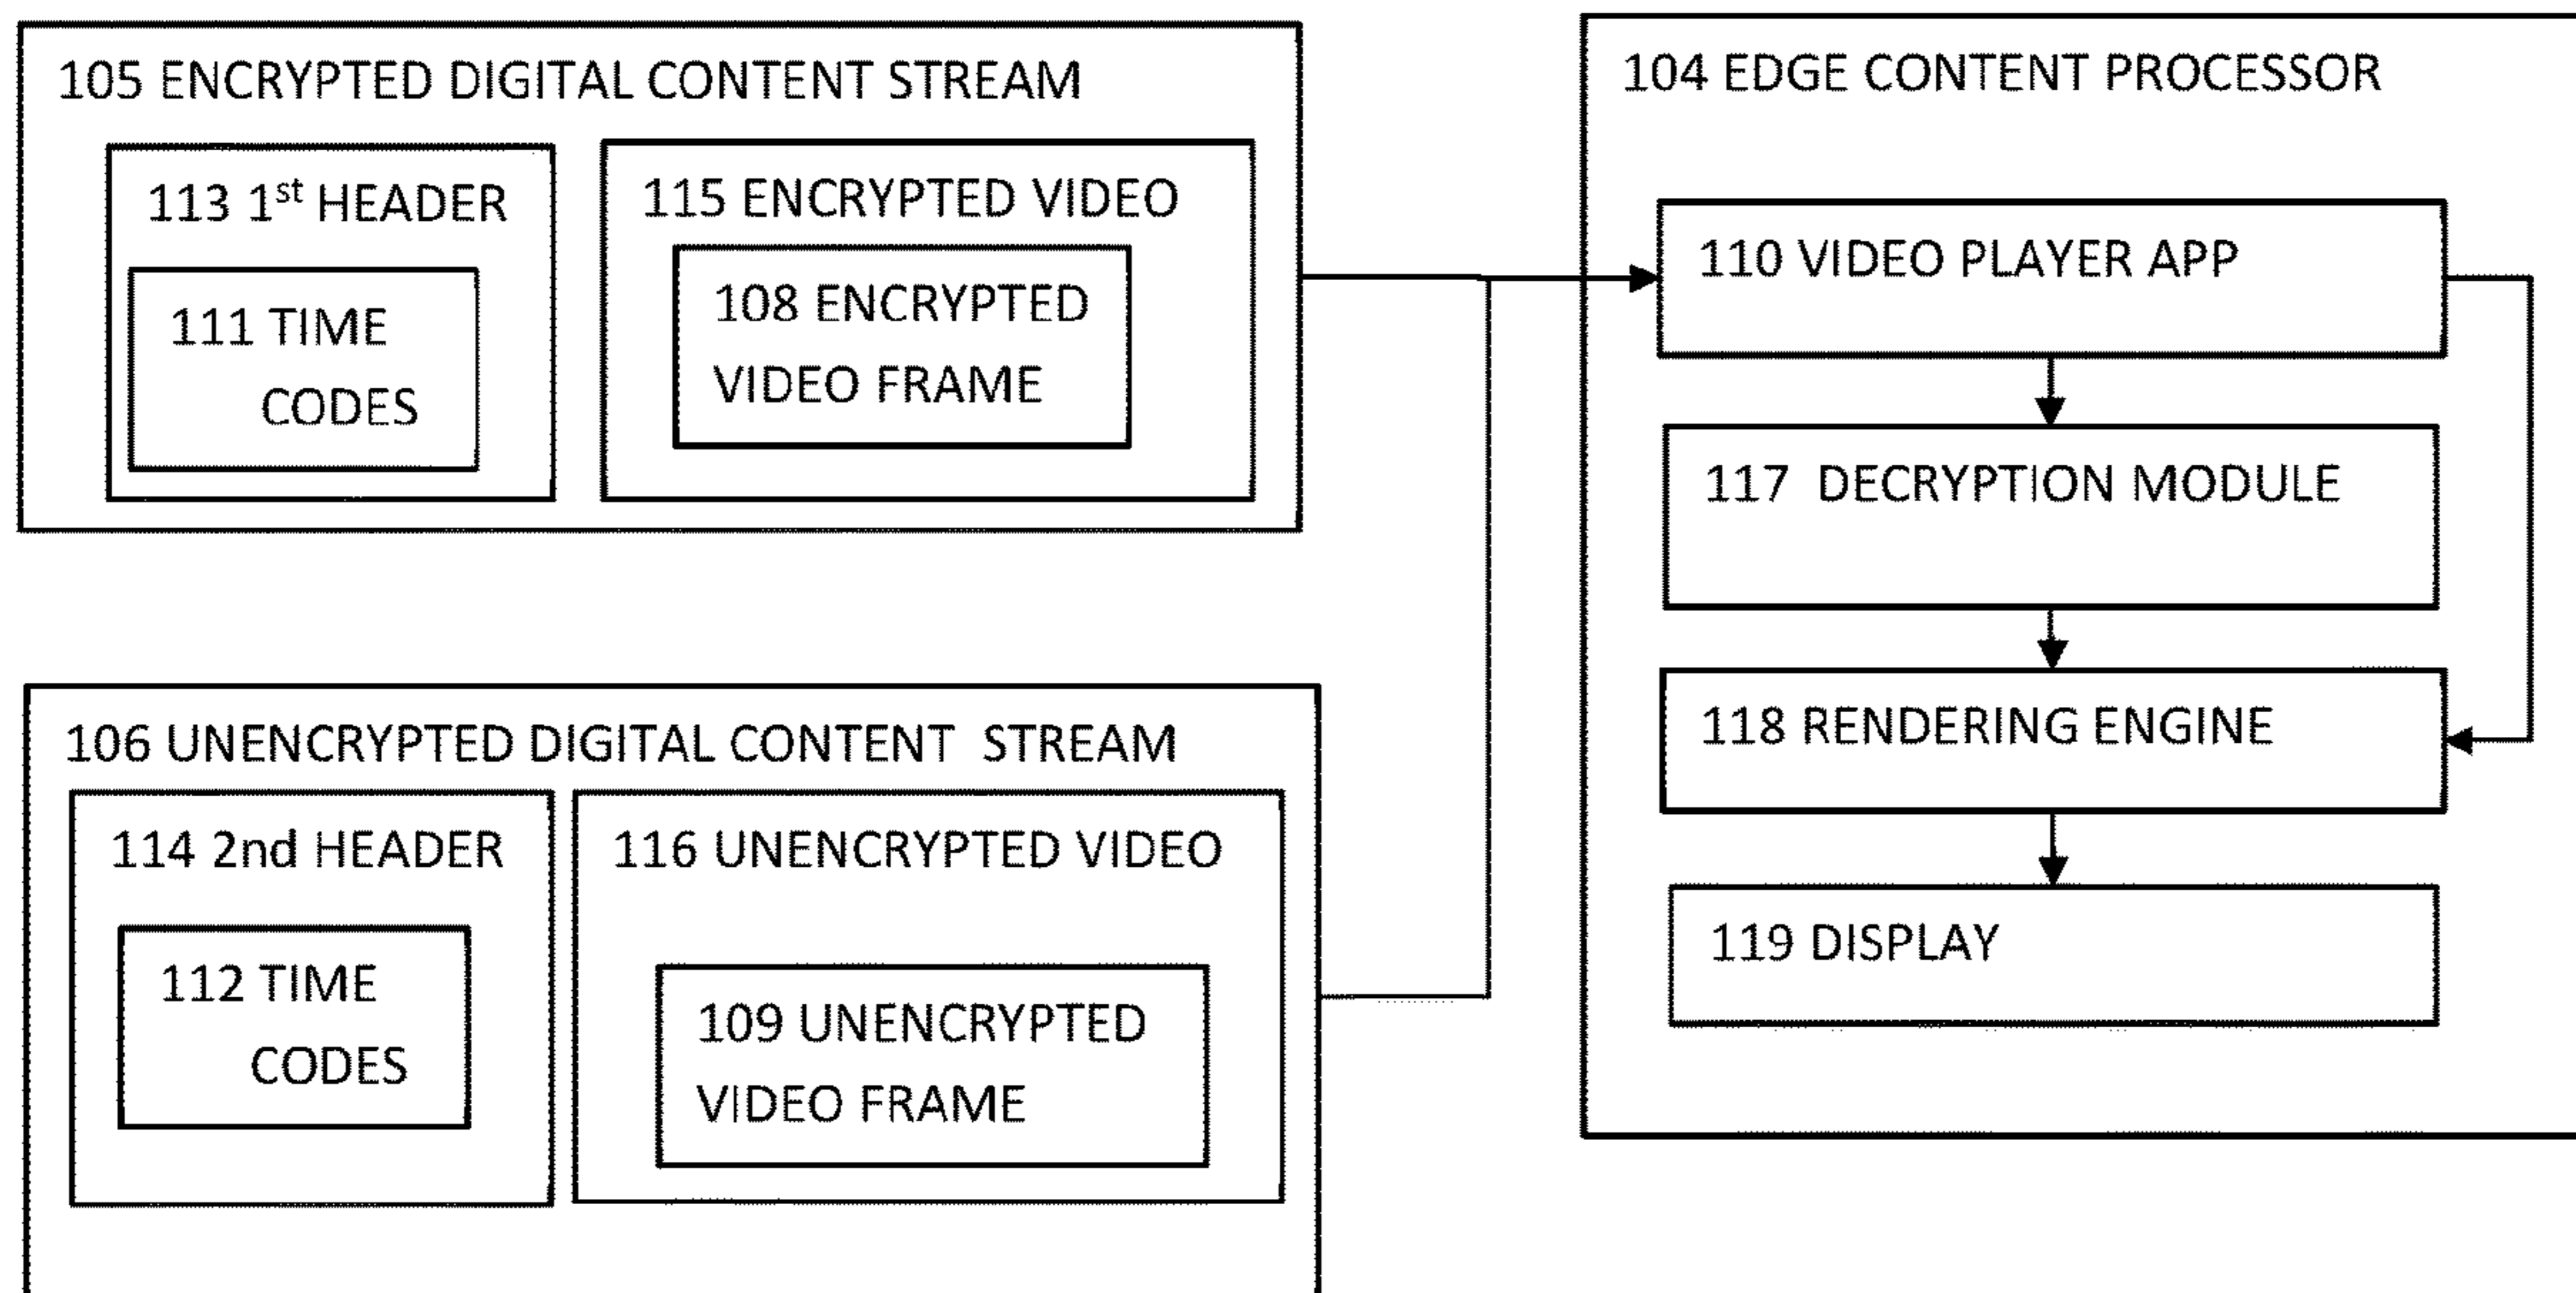 105 ENCRYPTED DIGITAL CONTENT STREAM
113 1st HEADER
111 TIME
CODES
115 ENCRYPTED VIDEO
108 ENCRYPTED
VIDEO FRAME
106 UNENCRYPTED DIGITAL CONTENT STREAM
114 2nd HEADER
112 TIME
CODES
116 UNENCRYPTED VIDEO
109 UNENCRYPTED
VIDEO FRAME
104 EDGE CONTENT PROCESSOR
110 VIDEO PLAYER APP
117 DECRYPTION MODULE
118 RENDERING ENGINE
119 DISPLAY